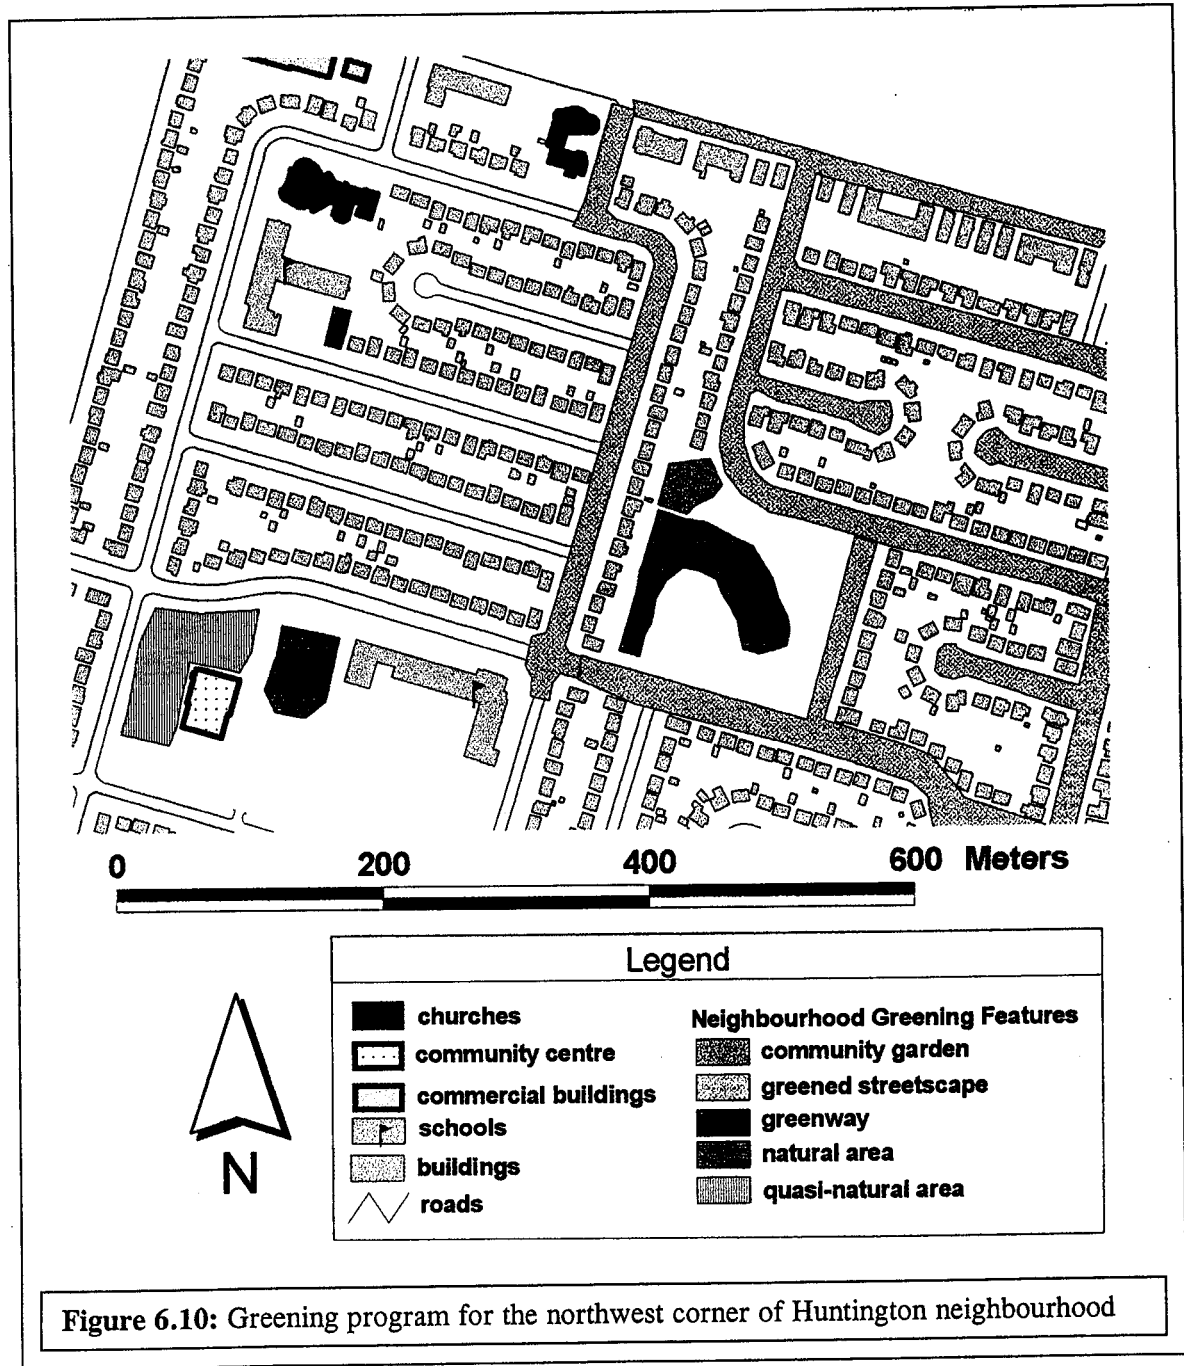 0 200 400 600 Meters
Legend
churches
community centre
commercial buildings
schools
buildings
roads
Neighbourhood Greening Features
community garden
greened streetscape
greenway
natural area
quasi-natural area
N
Figure 6.10: Greening program for the northwest corner of Huntington neighbourhood